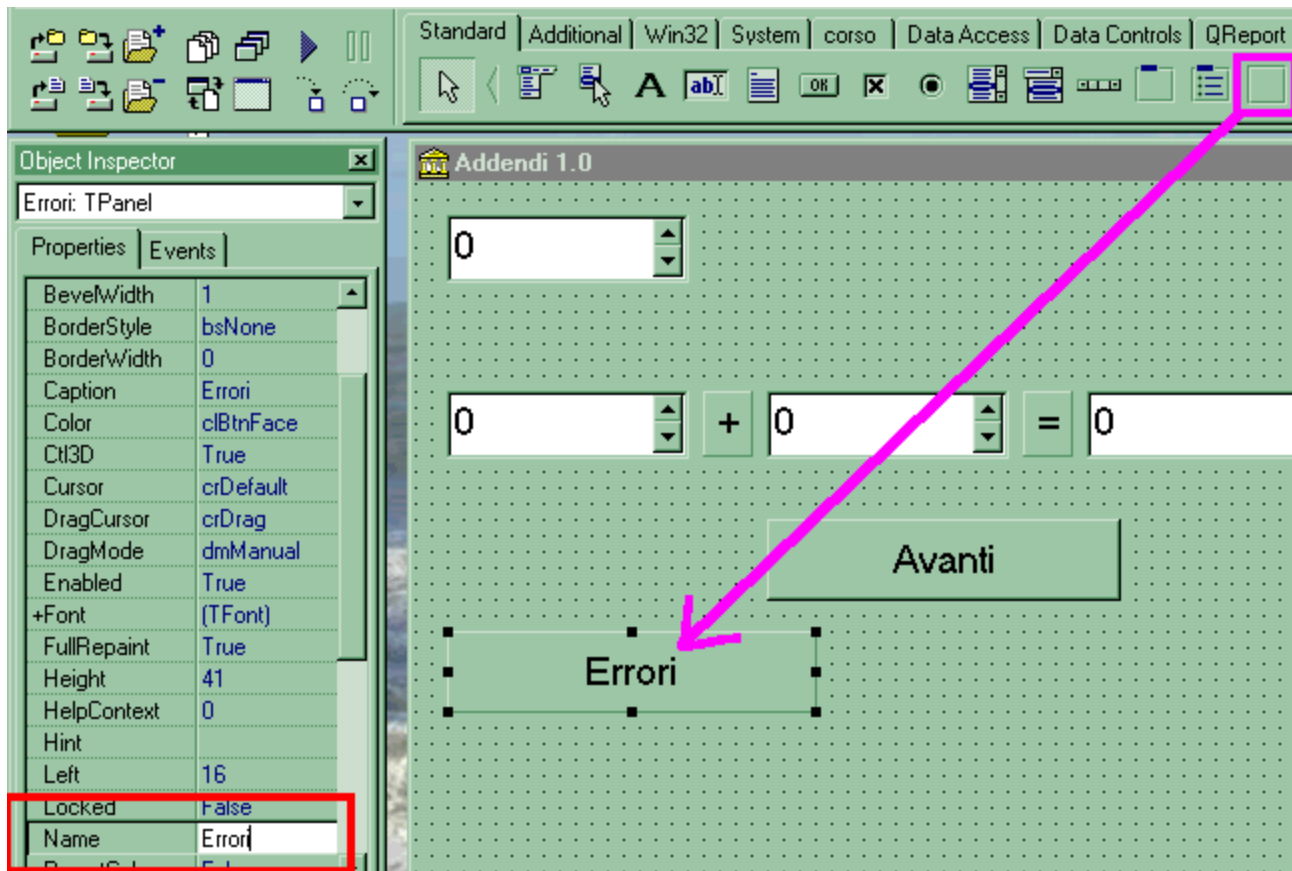 Standard Additional Win32 System corso Data Access Data Controls QReport
A abI OK
Object Inspector
Errori: TPanel
Properties Events
BevelWidth 1
BorderStyle bsNone
BorderWidth 0
Caption Errori
Color clBtnFace
Ctl3D True
Cursor crDefault
DragCursor crDrag
DragMode dmManual
Enabled True
+Font (TFont)
FullRepaint True
Height 41
HelpContext 0
Hint
Left 16
Locked False
Name Errori
Addendi 1.0
0
0 + 0 = 0
Avanti
Errori